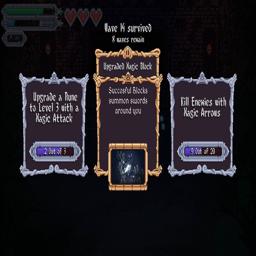 Wave 14 survived
8 waves remain
Upgraded Magic Block
Succesful Blocks
summon swords
around you
Upgrade a Rune
to Level 3 with a
Magic Attack
2 Out of 3
Kill Enemies with
Magic Arrows
9 Out of 20